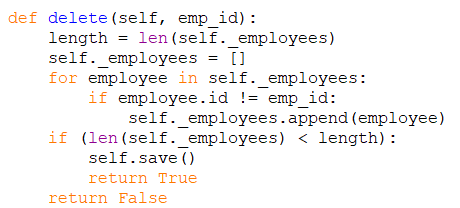 def delete(self, emp_id):
    length = len(self._employees)
    self._employees = []
    for employee in self._employees:
        if employee.id != emp_id:
            self._employees.append(employee)
    if (len(self._employees) < length):
        self.save()
        return True
    return False